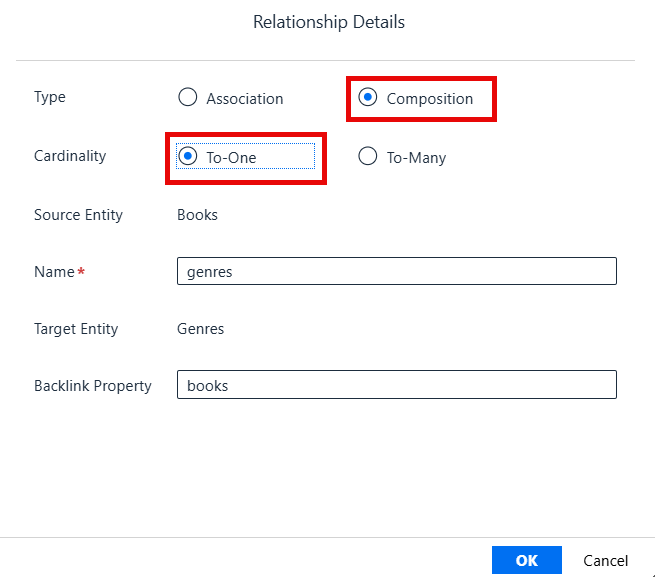 Relationship Details
Type Association Composition
Cardinality To-One To-Many
Source Entity Books
Name* genres
Target Entity Genres
Backlink Property books
OK Cancel